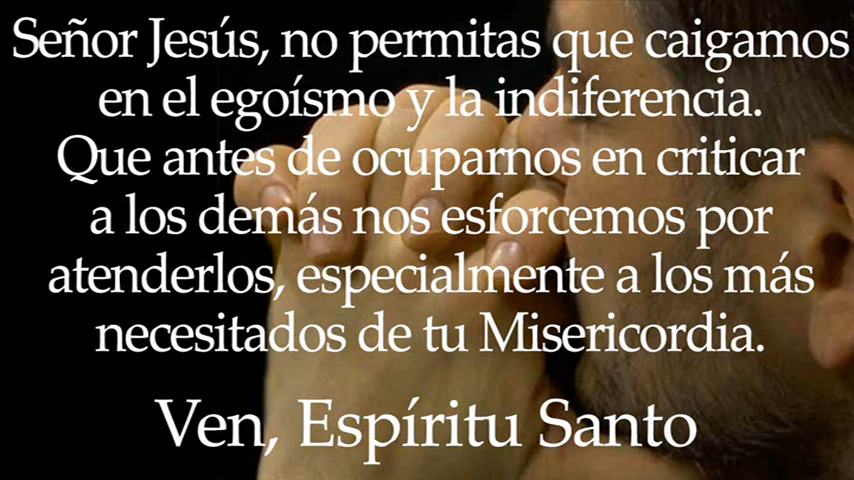 Señor Jesús, no permitas que caigamos
en el egoísmo y la indiferencia.
Que antes de ocuparnos en criticar
a los demás nos esforcemos por
atenderlos, especialmente a los más
necesitados de tu Misericordia.
Ven, Espíritu Santo